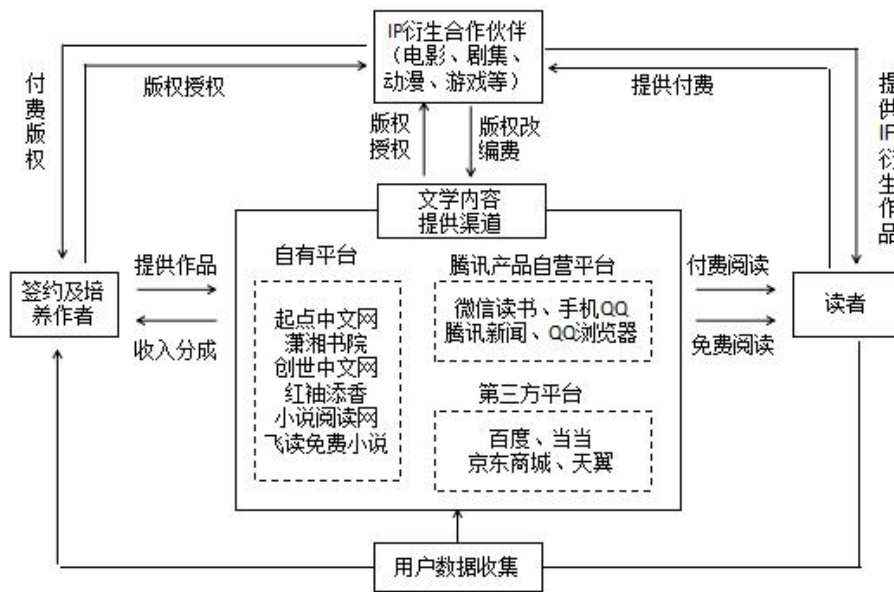 IP衍生合作伙伴
（电影、剧集、
动漫、游戏等）
付费版权
版权授权
提供付费
提供IP衍生作品
版权
授权
版权改
编费
文学内容
提供渠道
自有平台
腾讯产品自营平台
提供作品
付费阅读
签约及培
养作者
起点中文网
潇湘书院
创世中文网
红袖添香
小说阅读网
飞读免费小说
微信读书、手机QQ
腾讯新闻、QQ浏览器
读者
收入分成
免费阅读
第三方平台
百度、当当
京东商城、天翼
用户数据收集